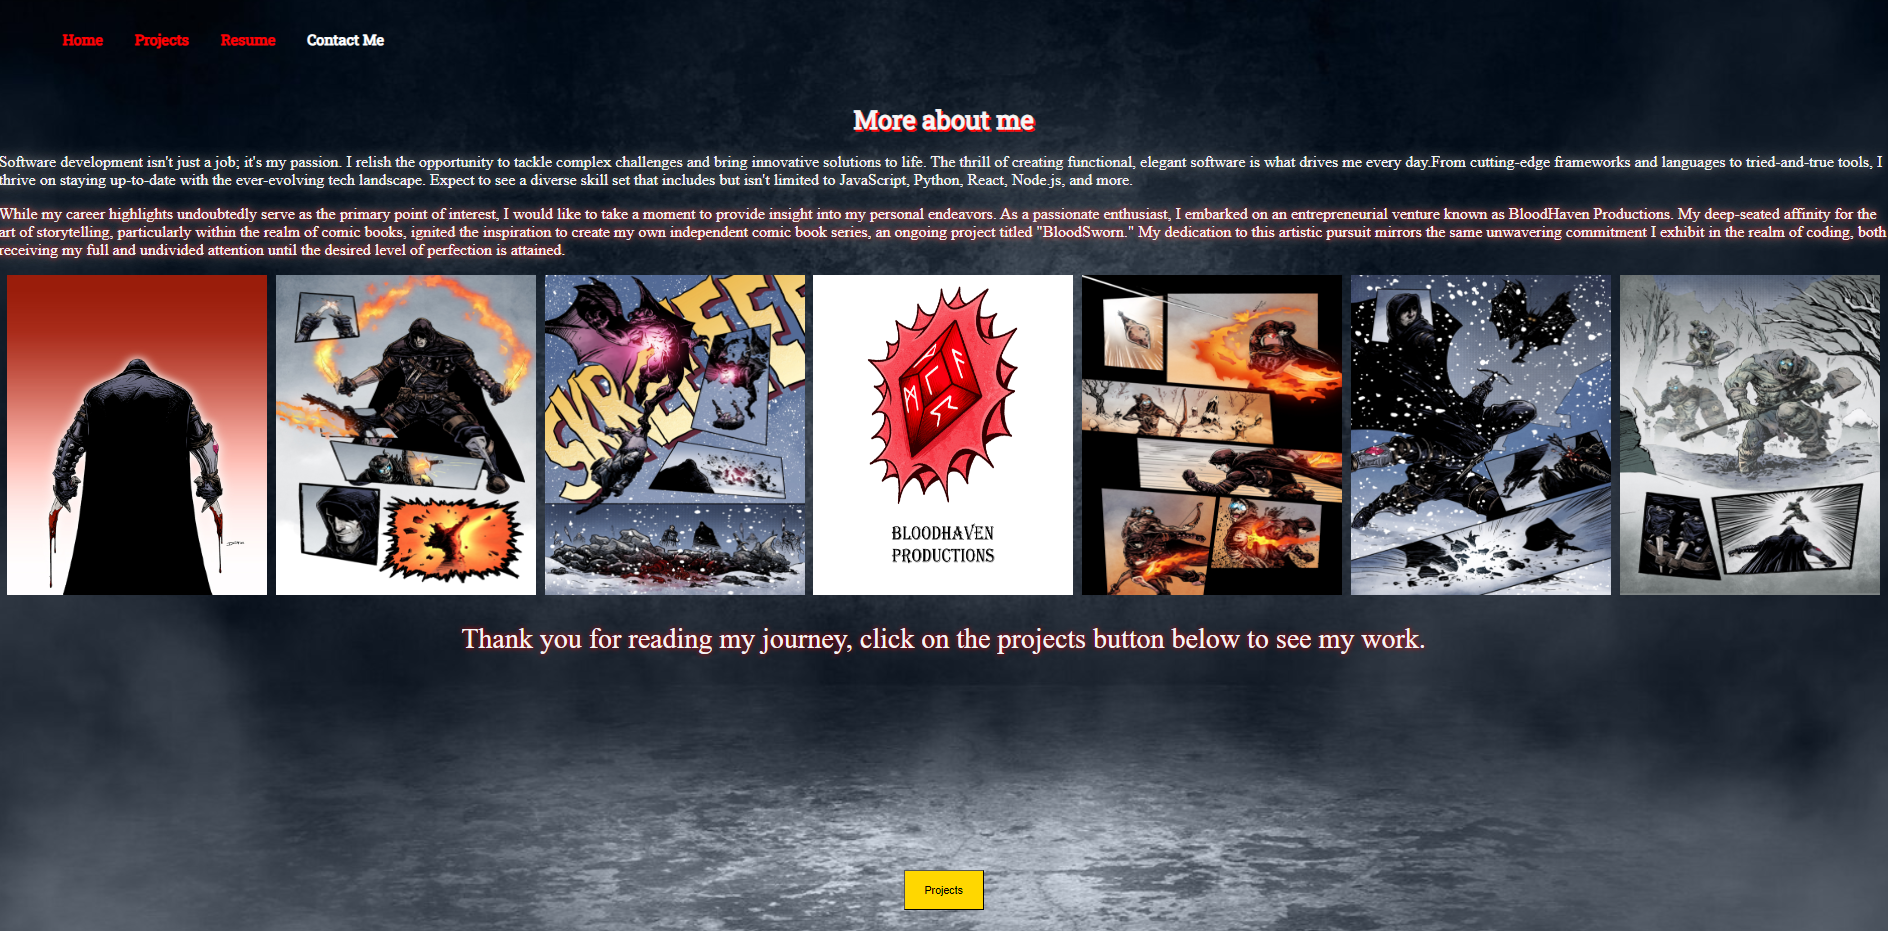 Home Projects Resume Contact Me
More about me
Software development isn't just a job; it's my passion. I relish the opportunity to tackle complex challenges and bring innovative solutions to life. The thrill of creating functional, elegant software is what drives me every day.From cutting-edge frameworks and languages to tried-and-true tools, I
thrive on staying up-to-date with the ever-evolving tech landscape. Expect to see a diverse skill set that includes but isn't limited to JavaScript, Python, React, Node.js, and more.
While my career highlights undoubtedly serve as the primary point of interest, I would like to take a moment to provide insight into my personal endeavors. As a passionate enthusiast, I embarked on an entrepreneurial venture known as BloodHaven Productions. My deep-seated affinity for the
art of storytelling, particularly within the realm of comic books, ignited the inspiration to create my own independent comic book series, an ongoing project titled "BloodSworn." My dedication to this artistic pursuit mirrors the same unwavering commitment I exhibit in the realm of coding, both
receiving my full and undivided attention until the desired level of perfection is attained.
BLOODHAVEN
PRODUCTIONS
Thank you for reading my journey, click on the projects button below to see my work.
Projects